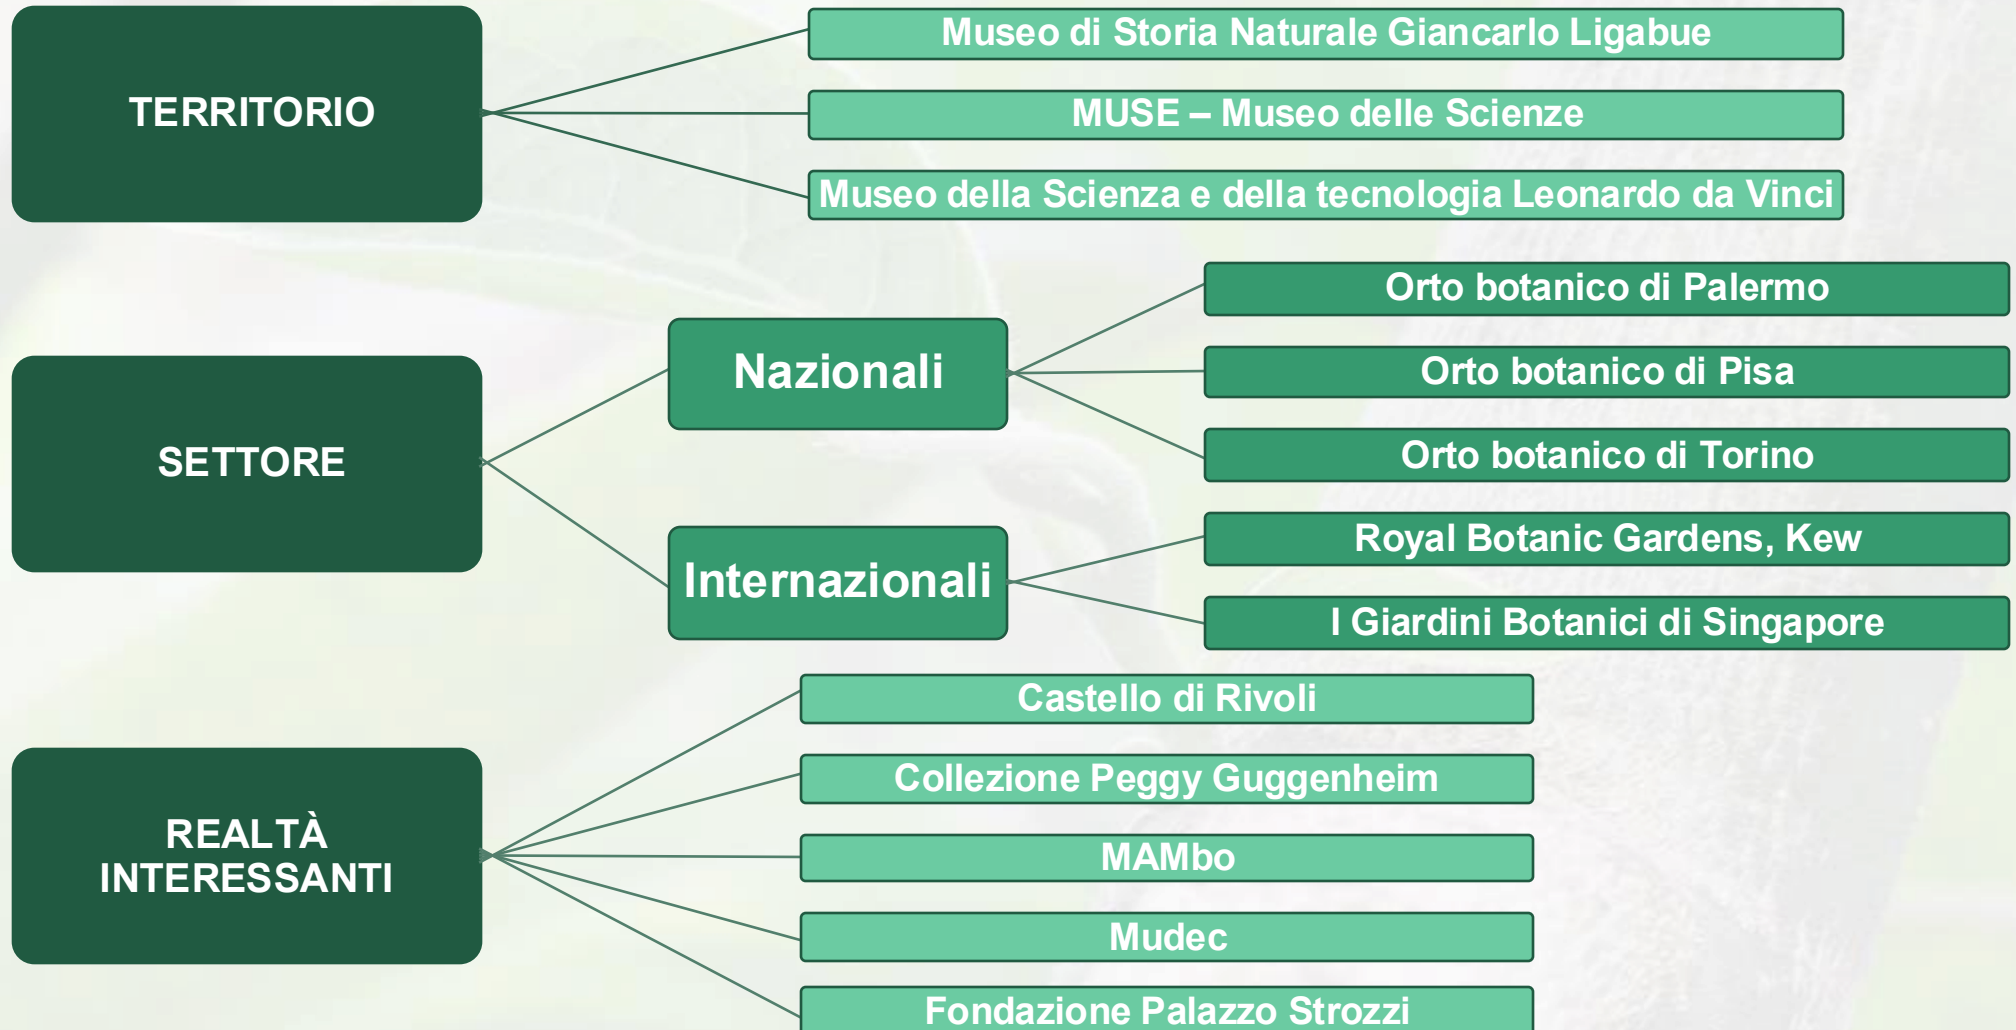 TERRITORIO
Museo di Storia Naturale Giancarlo Ligabue
MUSE – Museo delle Scienze
Museo della Scienza e della tecnologia Leonardo da Vinci
SETTORE
Nazionali
Orto botanico di Palermo
Orto botanico di Pisa
Orto botanico di Torino
Internazionali
Royal Botanic Gardens, Kew
I Giardini Botanici di Singapore
REALTÀ
INTERESSANTI
Castello di Rivoli
Collezione Peggy Guggenheim
MAMbo
Mudec
Fondazione Palazzo Strozzi